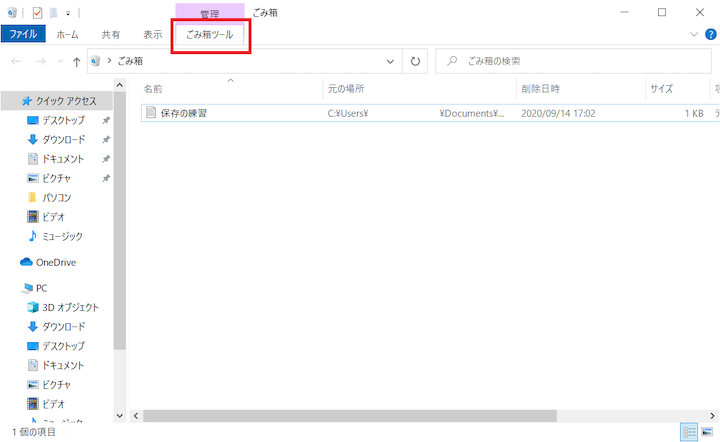 管理
ごみ箱
ファイル
ホーム
共有
表示
ごみ箱ツール
ごみ箱
ごみ箱の検索
名前
元の場所
削除日時
サイズ
保存の練習
C:¥Users¥
¥Documents¥...
2020/09/14 17:02
1 KB
クイック アクセス
デスクトップ
ダウンロード
ドキュメント
ピクチャ
パソコン
ビデオ
ミュージック
OneDrive
PC
3D オブジェクト
ダウンロード
デスクトップ
ドキュメント
ピクチャ
ビデオ
1 個の項目